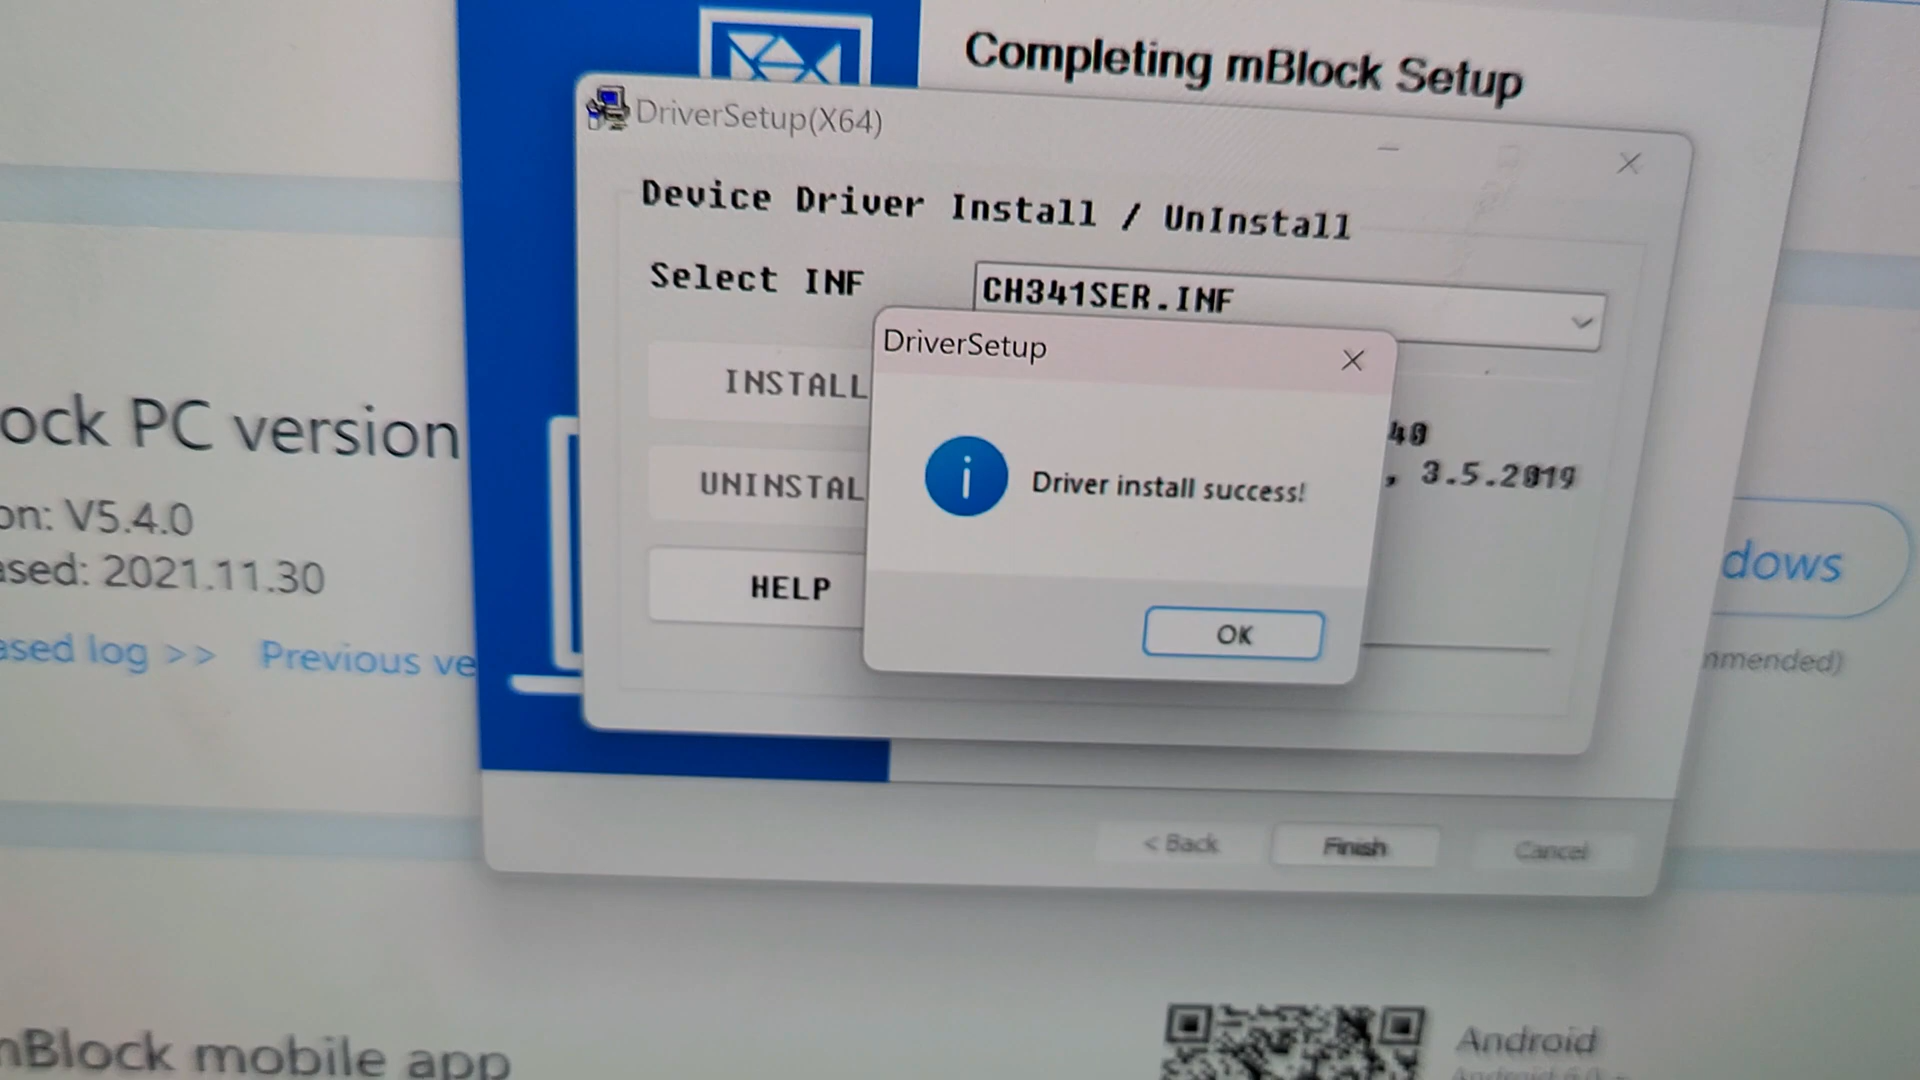 Completing mBlock Setup
DriverSetup(X64)
Device Driver Install / UnInstall
Select INF
CH341SER.INF
DriverSetup
INSTALL
40
, 3.5.2019
Driver install success!
UNINSTAL
HELP
OK
ock PC version
on: V5.4.0
ased: 2021.11.30
ased log >> Previous ve
dows
mmended)
< Back
Finish
Cancel
mBlock mobile app
Android